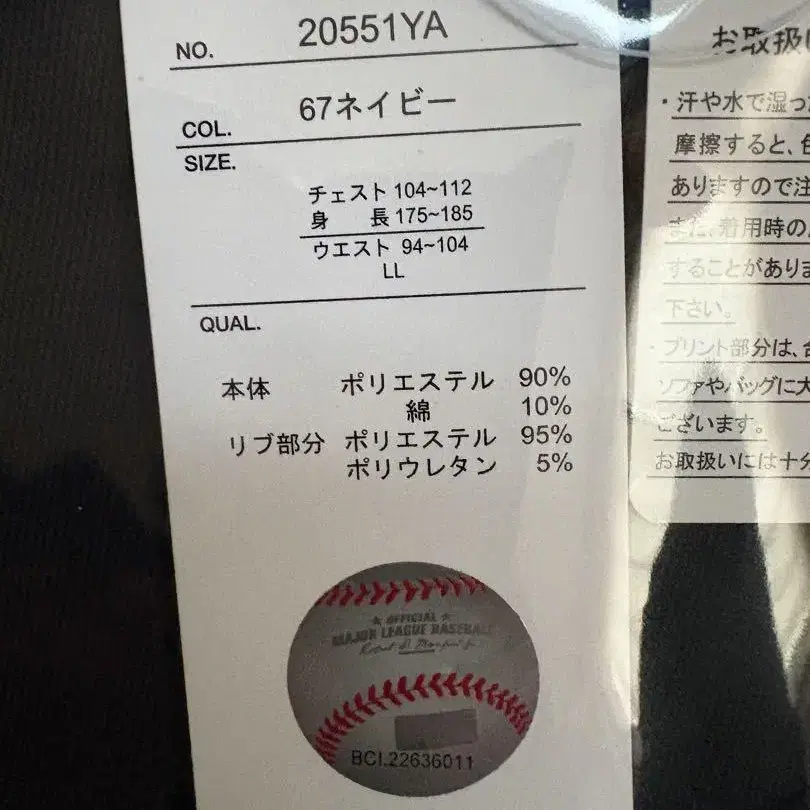 NO. 20551YA
COL. 67ネイビー
SIZE.
チェスト 104~112
身 長 175~185
ウエスト 94~104
LL
QUAL.
本体 ポリエステル 90%
綿 10%
リブ部分 ポリエステル 95%
ポリウレタン 5%
OFFICIAL
MAJOR LEAGUE BASEBALL
BCI.22636011
お取扱い
・汗や水で湿った
摩擦すると、色
ありますので注
また、着用時の
することがありま
下さい。
・プリント部分は、
ソファやバッグに
ございます。
お取扱いには十分